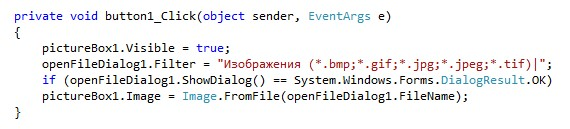 private void button1_Click(object sender, EventArgs e)
{
pictureBox1.Visible = true;
openFileDialog1.Filter = "Изображения (*.bmp;*.gif;*.jpg;*.jpeg;*.tif)|";
if (openFileDialog1.ShowDialog() == System.Windows.Forms.DialogResult.OK)
pictureBox1.Image = Image.FromFile(openFileDialog1.FileName);
}